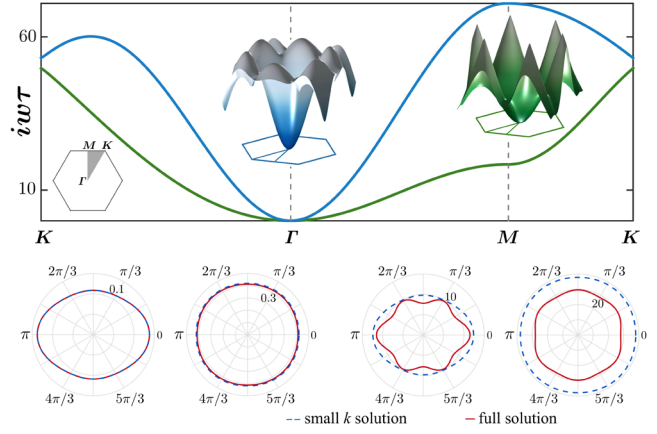 60
iwτ
M K
Γ
10
K Γ M K
2π/3 π/3 2π/3 π/3 2π/3 π/3 2π/3 π/3
0.1 0.3 10 20
π 0 π 0 π 0 π 0
4π/3 5π/3 4π/3 5π/3 4π/3 5π/3 4π/3 5π/3
small k solution full solution